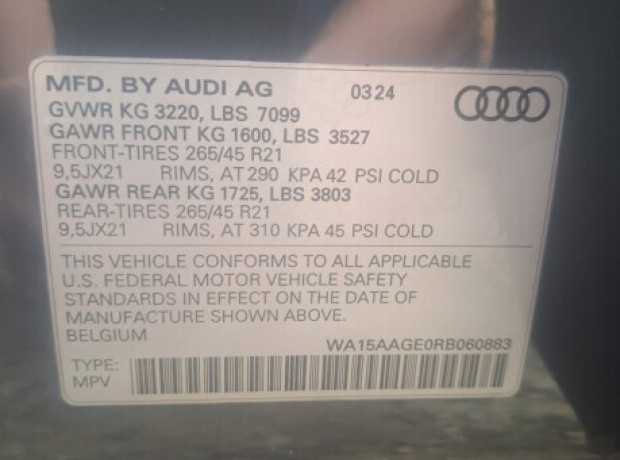 MFD. BY AUDI AG 0324
GVWR KG 3220, LBS 7099
GAWR FRONT KG 1600, LBS 3527
FRONT-TIRES 265/45 R21
9,5JX21 RIMS, AT 290 KPA 42 PSI COLD
GAWR REAR KG 1725, LBS 3803
REAR-TIRES 265/45 R21
9,5JX21 RIMS, AT 310 KPA 45 PSI COLD
THIS VEHICLE CONFORMS TO ALL APPLICABLE
U.S. FEDERAL MOTOR VEHICLE SAFETY
STANDARDS IN EFFECT ON THE DATE OF
MANUFACTURE SHOWN ABOVE.
BELGIUM
WA15AAGE0RB060883
TYPE:
MPV